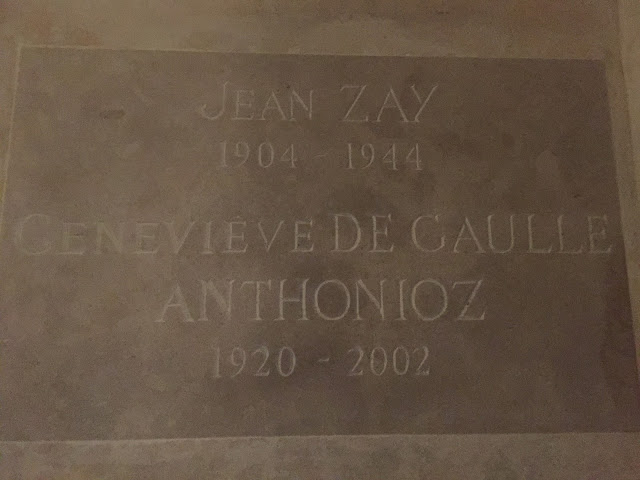 JEAN ZAY
1904 - 1944
GENEVIÈVE DE GAULLE
ANTHONIOZ
1920 - 2002